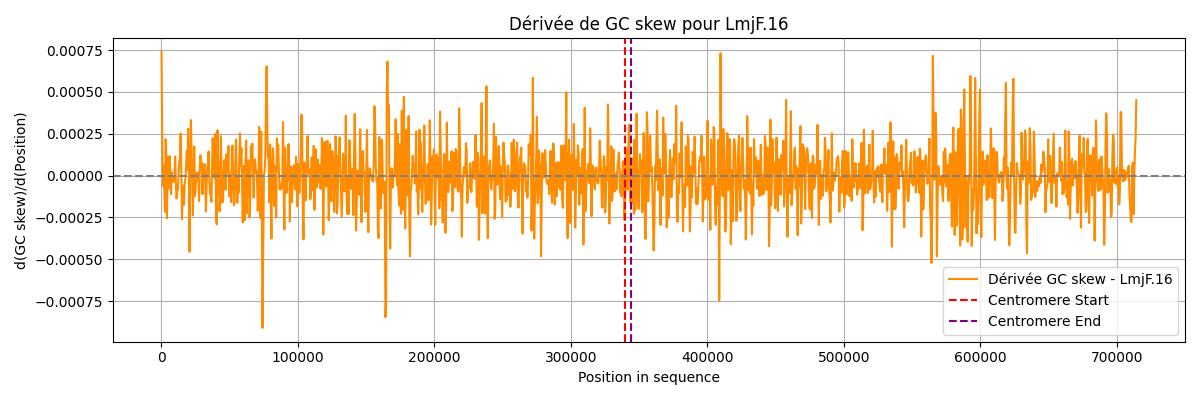 Dérivée de GC skew pour LmjF.16
d(GC skew)/d(Position)
0.00075
0.00050
0.00025
0.00000
−0.00025
−0.00050
−0.00075
Dérivée GC skew - LmjF.16
Centromere Start
Centromere End
0 100000 200000 300000 400000 500000 600000 700000
Position in sequence